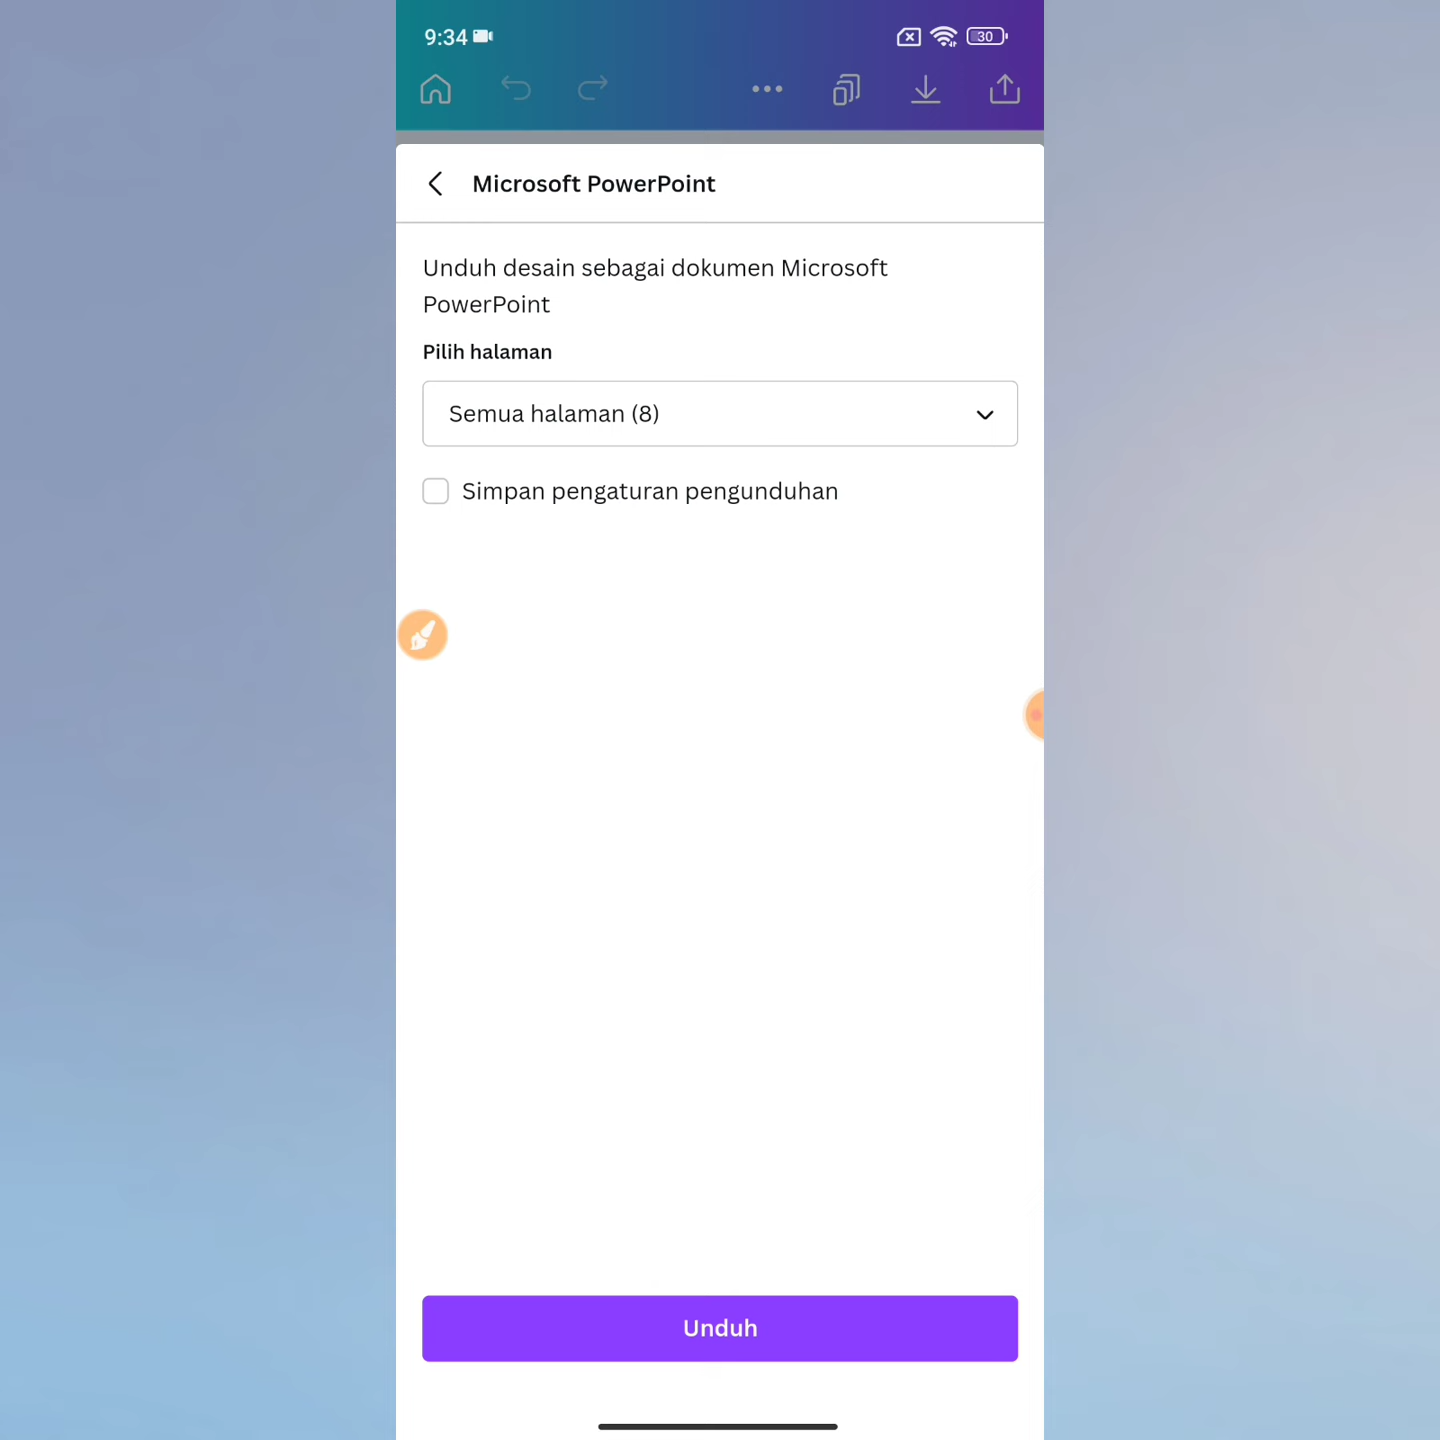 9:34
30
Microsoft PowerPoint
Unduh desain sebagai dokumen Microsoft
PowerPoint
Pilih halaman
Semua halaman (8)
Simpan pengaturan pengunduhan
Unduh